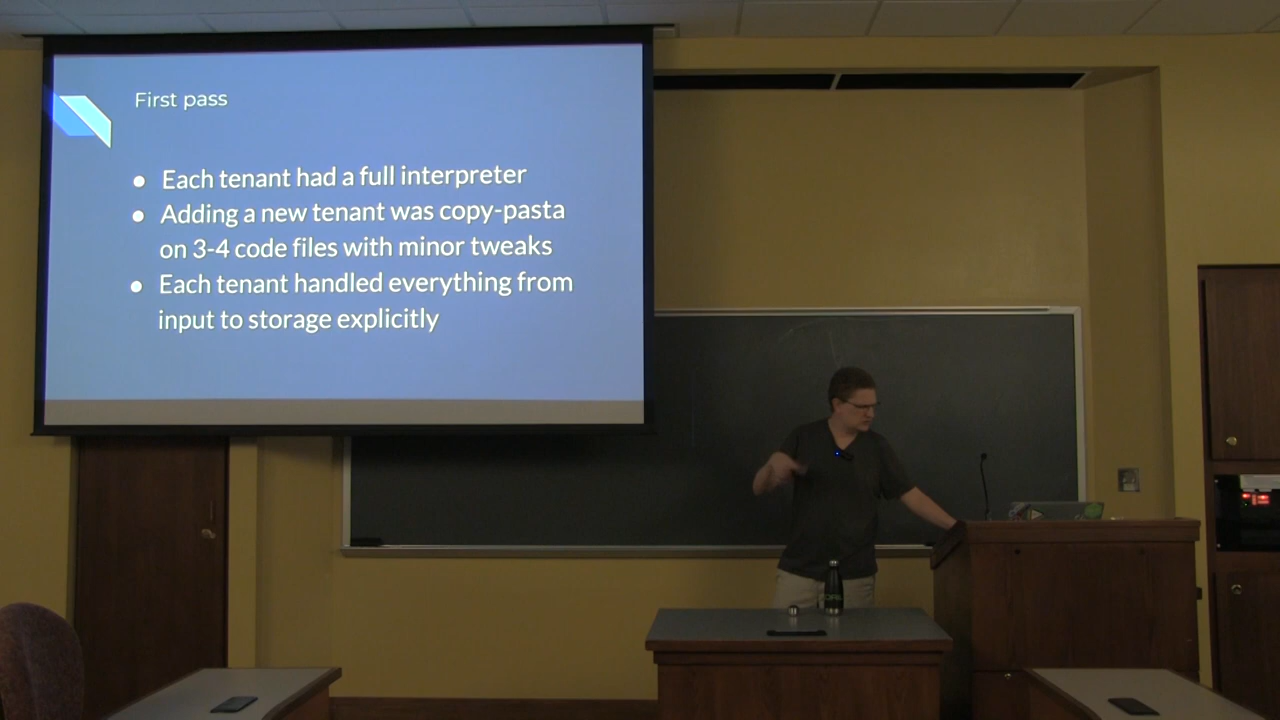 First pass
● Each tenant had a full interpreter
● Adding a new tenant was copy-pasta
on 3-4 code files with minor tweaks
● Each tenant handled everything from
input to storage explicitly